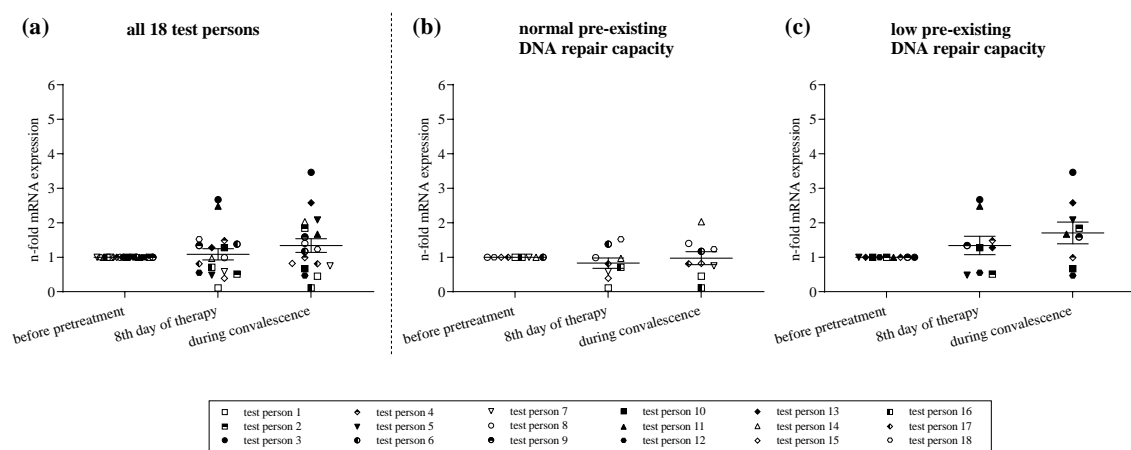 (a) all 18 test persons
n-fold mRNA expression
6
5
4
3
2
1
0
before pretreatment
8th day of therapy
during convalescence
(b) normal pre-existing
DNA repair capacity
n-fold mRNA expression
6
5
4
3
2
1
0
before pretreatment
8th day of therapy
during convalescence
(c) low pre-existing
DNA repair capacity
n-fold mRNA expression
6
5
4
3
2
1
0
before pretreatment
8th day of therapy
during convalescence
test person 1 test person 4 test person 7 test person 10 test person 13 test person 16
test person 2 test person 5 test person 8 test person 11 test person 14 test person 17
test person 3 test person 6 test person 9 test person 12 test person 15 test person 18